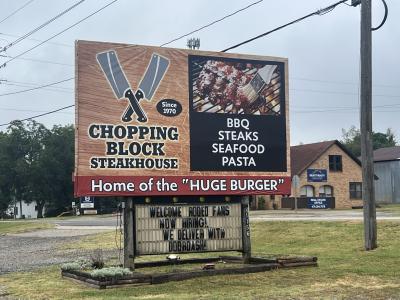 Since
1970
CHOPPING
BLOCK
STEAKHOUSE
BBQ
STEAKS
SEAFOOD
PASTA
Home of the "HUGE BURGER"
WELCOME RODEO FANS
NOW HIRING!
WE DELIVER WITH
DORDASH!